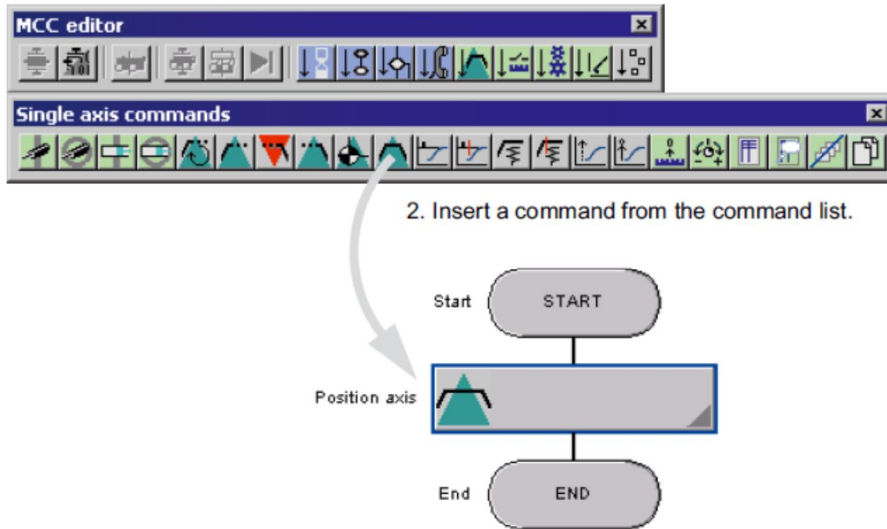 MCC editor
Single axis commands
2. Insert a command from the command list.
Start
START
Position axis
End
END